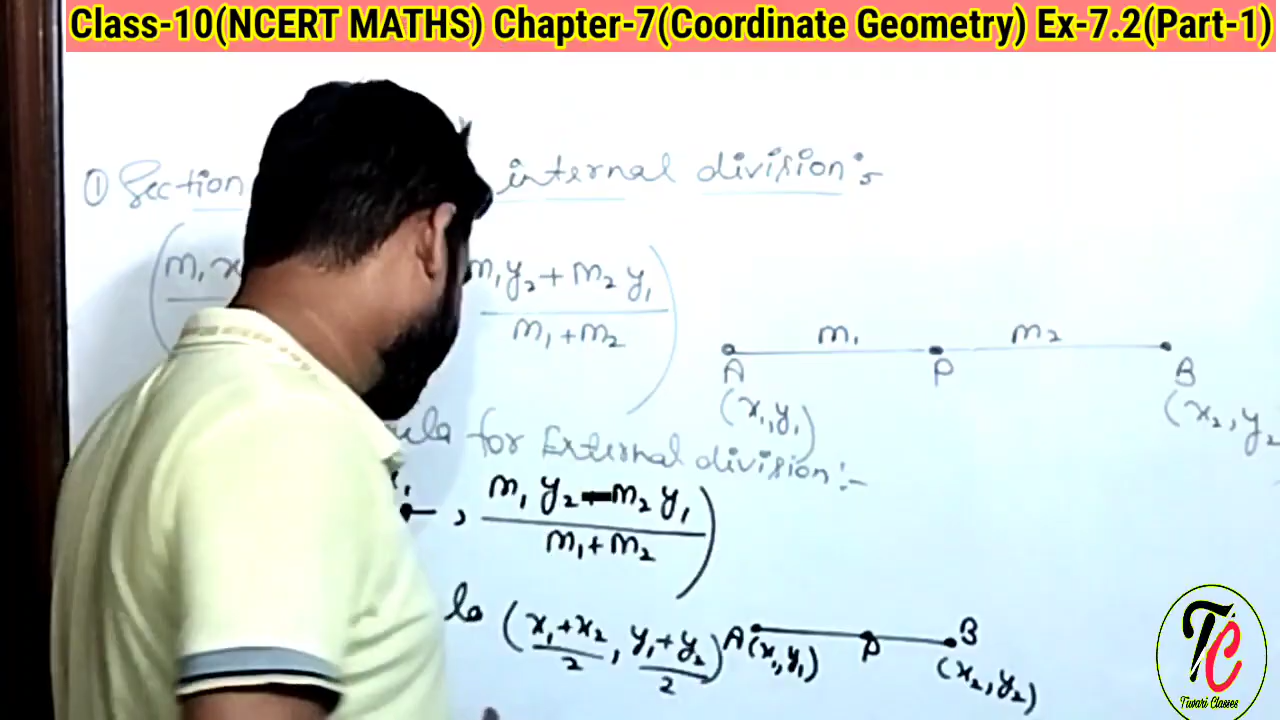 Class-10(NCERT MATHS) Chapter-7(Coordinate Geometry) Ex-7.2(Part-1)
① Section internal division:-
(m₁x m₁y₂+m₂y₁/m₁+m₂)
m₁ m₂
A P B
(x₁,y₁) (x₂,y₂
for External division:-
, m₁y₂-m₂y₁/m₁+m₂)
(x₁+x₂/2, y₁+y₂/2) A(x₁,y₁) P B
(x₂,y₂)
TC
Tiwari Classes